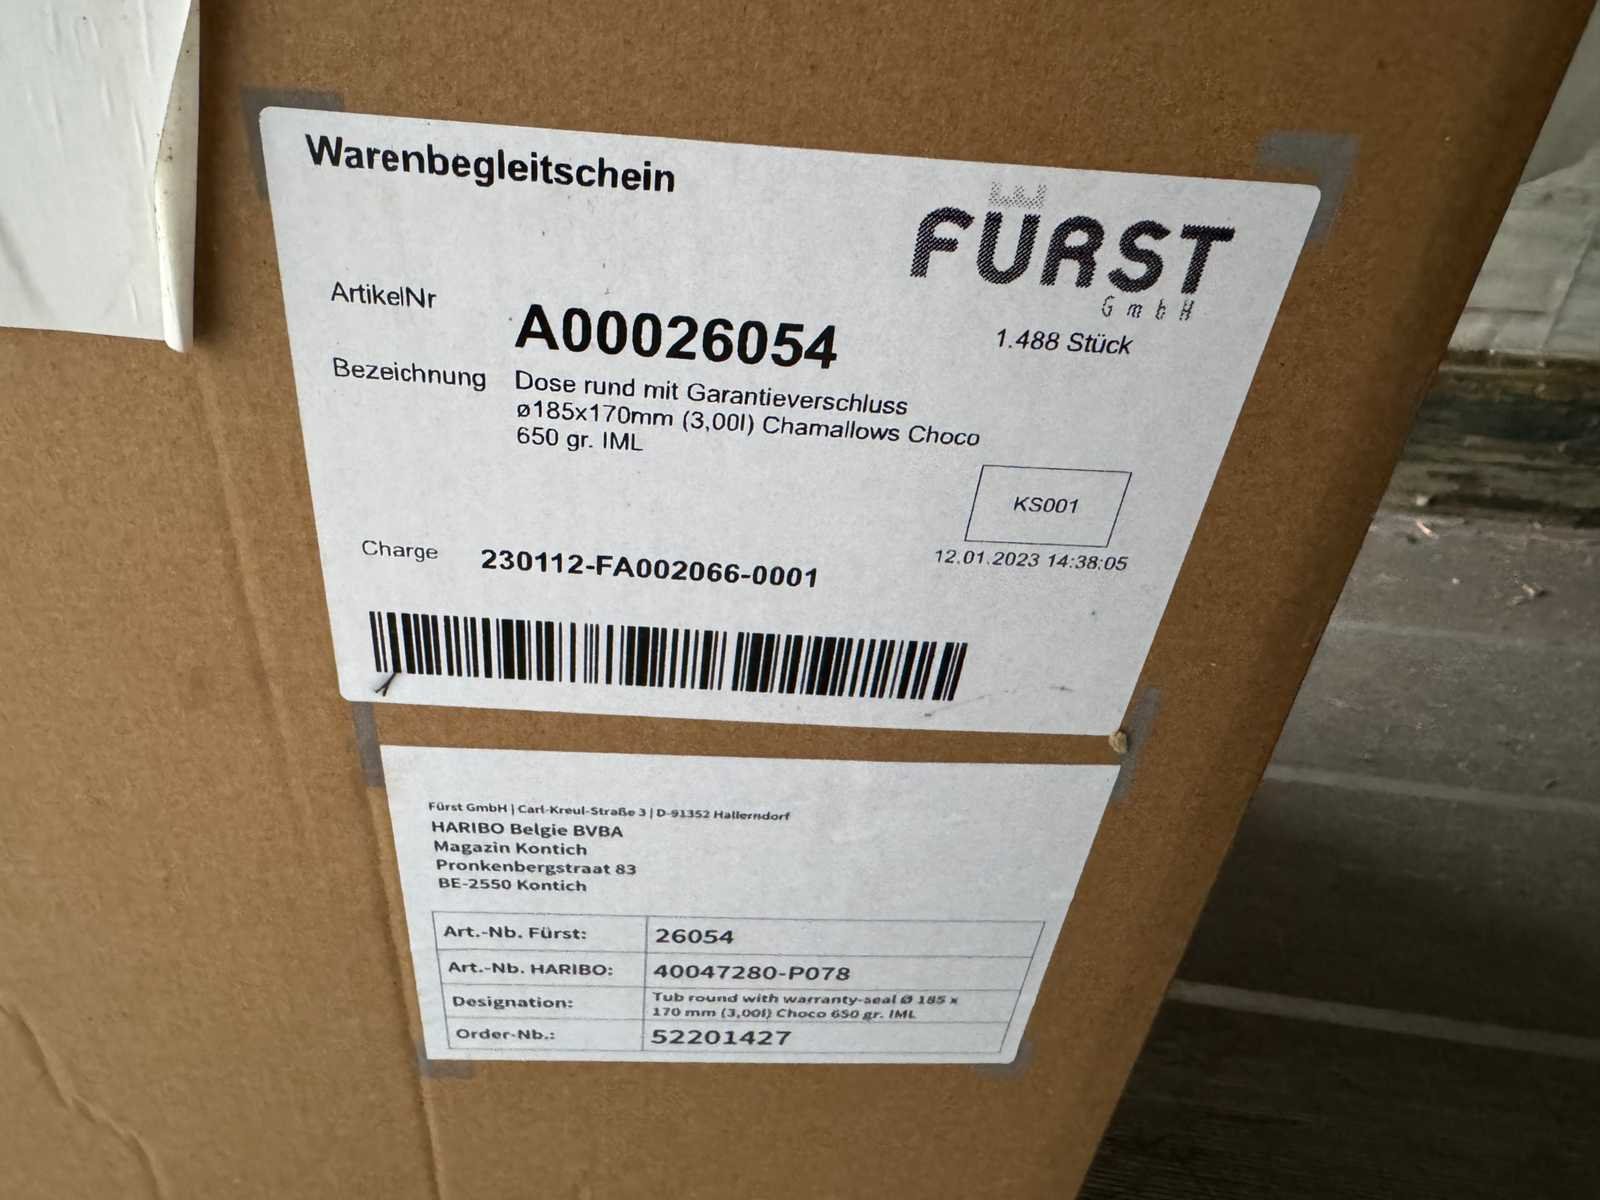 Warenbegleitschein
FÜRST
GmbH
ArtikelNr
A00026054
1.488 Stück
Bezeichnung
Dose rund mit Garantieverschluss
ø185x170mm (3,00l) Chamallows Choco
650 gr. IML
KS001
Charge
230112-FA002066-0001
12.01.2023 14:38:05
Fürst GmbH | Carl-Kreul-Straße 3 | D-91352 Hallerndorf
HARIBO Belgie BVBA
Magazin Kontich
Pronkenbergstraat 83
BE-2550 Kontich
Art.-Nb. Fürst: 26054
Art.-Nb. HARIBO: 40047280-P078
Designation: Tub round with warranty-seal Ø 185 x
170 mm (3,00l) Choco 650 gr. IML
Order-Nb.: 52201427